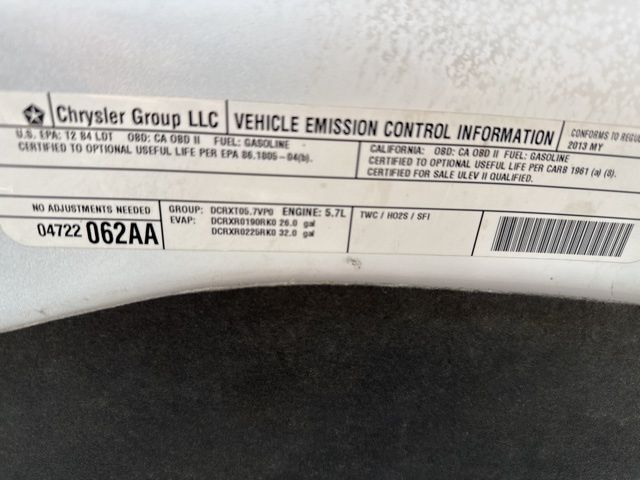 Chrysler Group LLC
VEHICLE EMISSION CONTROL INFORMATION
CONFORMS TO REGU
2013 MY
U.S. EPA: T2 B4 LDT OBD: CA OBD II FUEL: GASOLINE
CERTIFIED TO OPTIONAL USEFUL LIFE PER EPA 86.1805-04(b).
CALIFORNIA: OBD: CA OBD II FUEL: GASOLINE
CERTIFIED TO OPTIONAL USEFUL LIFE PER CARB 1961 (a) (8).
CERTIFIED FOR SALE ULEV II QUALIFIED.
NO ADJUSTMENTS NEEDED
04722 062AA
GROUP: DCRXT05.7VP0 ENGINE: 5.7L
EVAP: DCRXR0190RK0 26.0 gal
DCRXR0225RK0 32.0 gal
TWC / HO2S / SFI